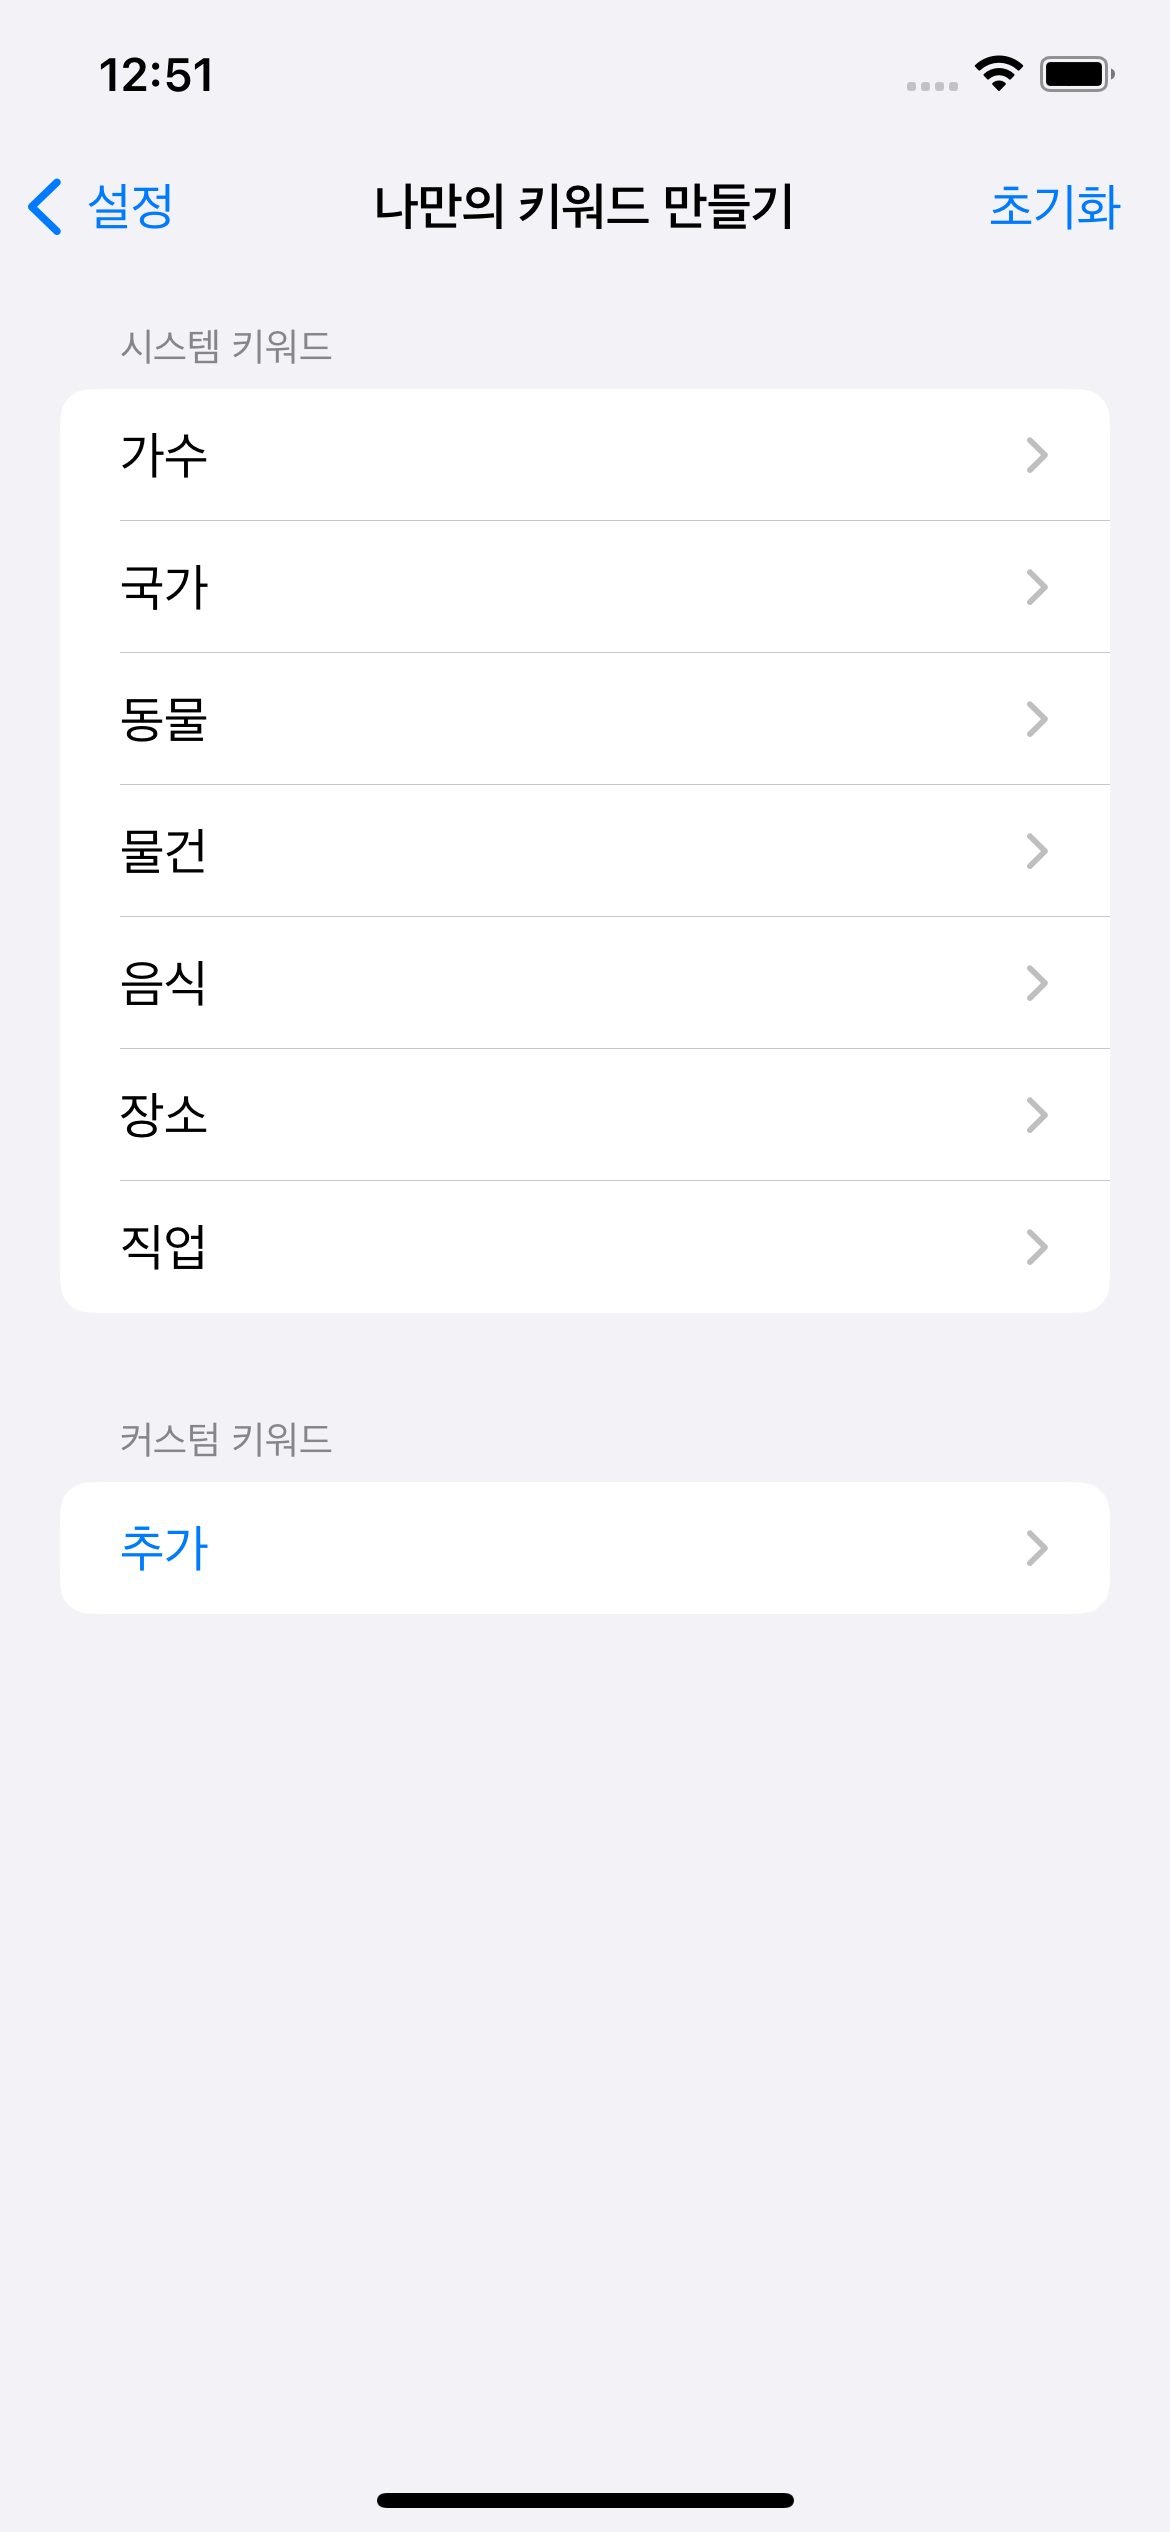 12:51
설정
나만의 키워드 만들기
초기화
시스템 키워드
가수
국가
동물
물건
음식
장소
직업
커스텀 키워드
추가